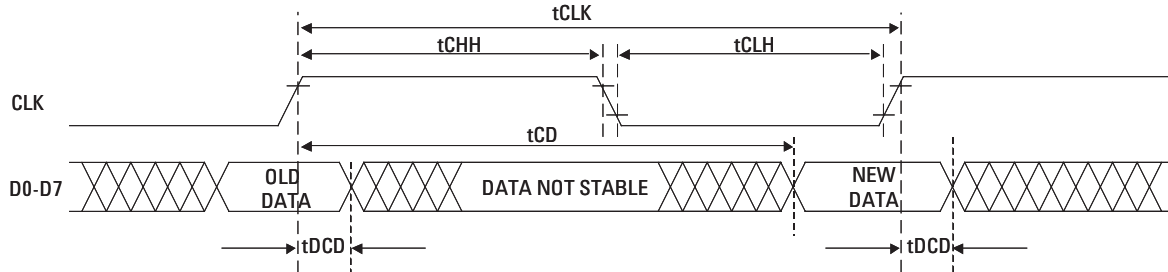 tCLK
tCHH
tCLH
CLK
tCD
D0-D7
OLD
DATA
DATA NOT STABLE
NEW
DATA
tDCD
tDCD